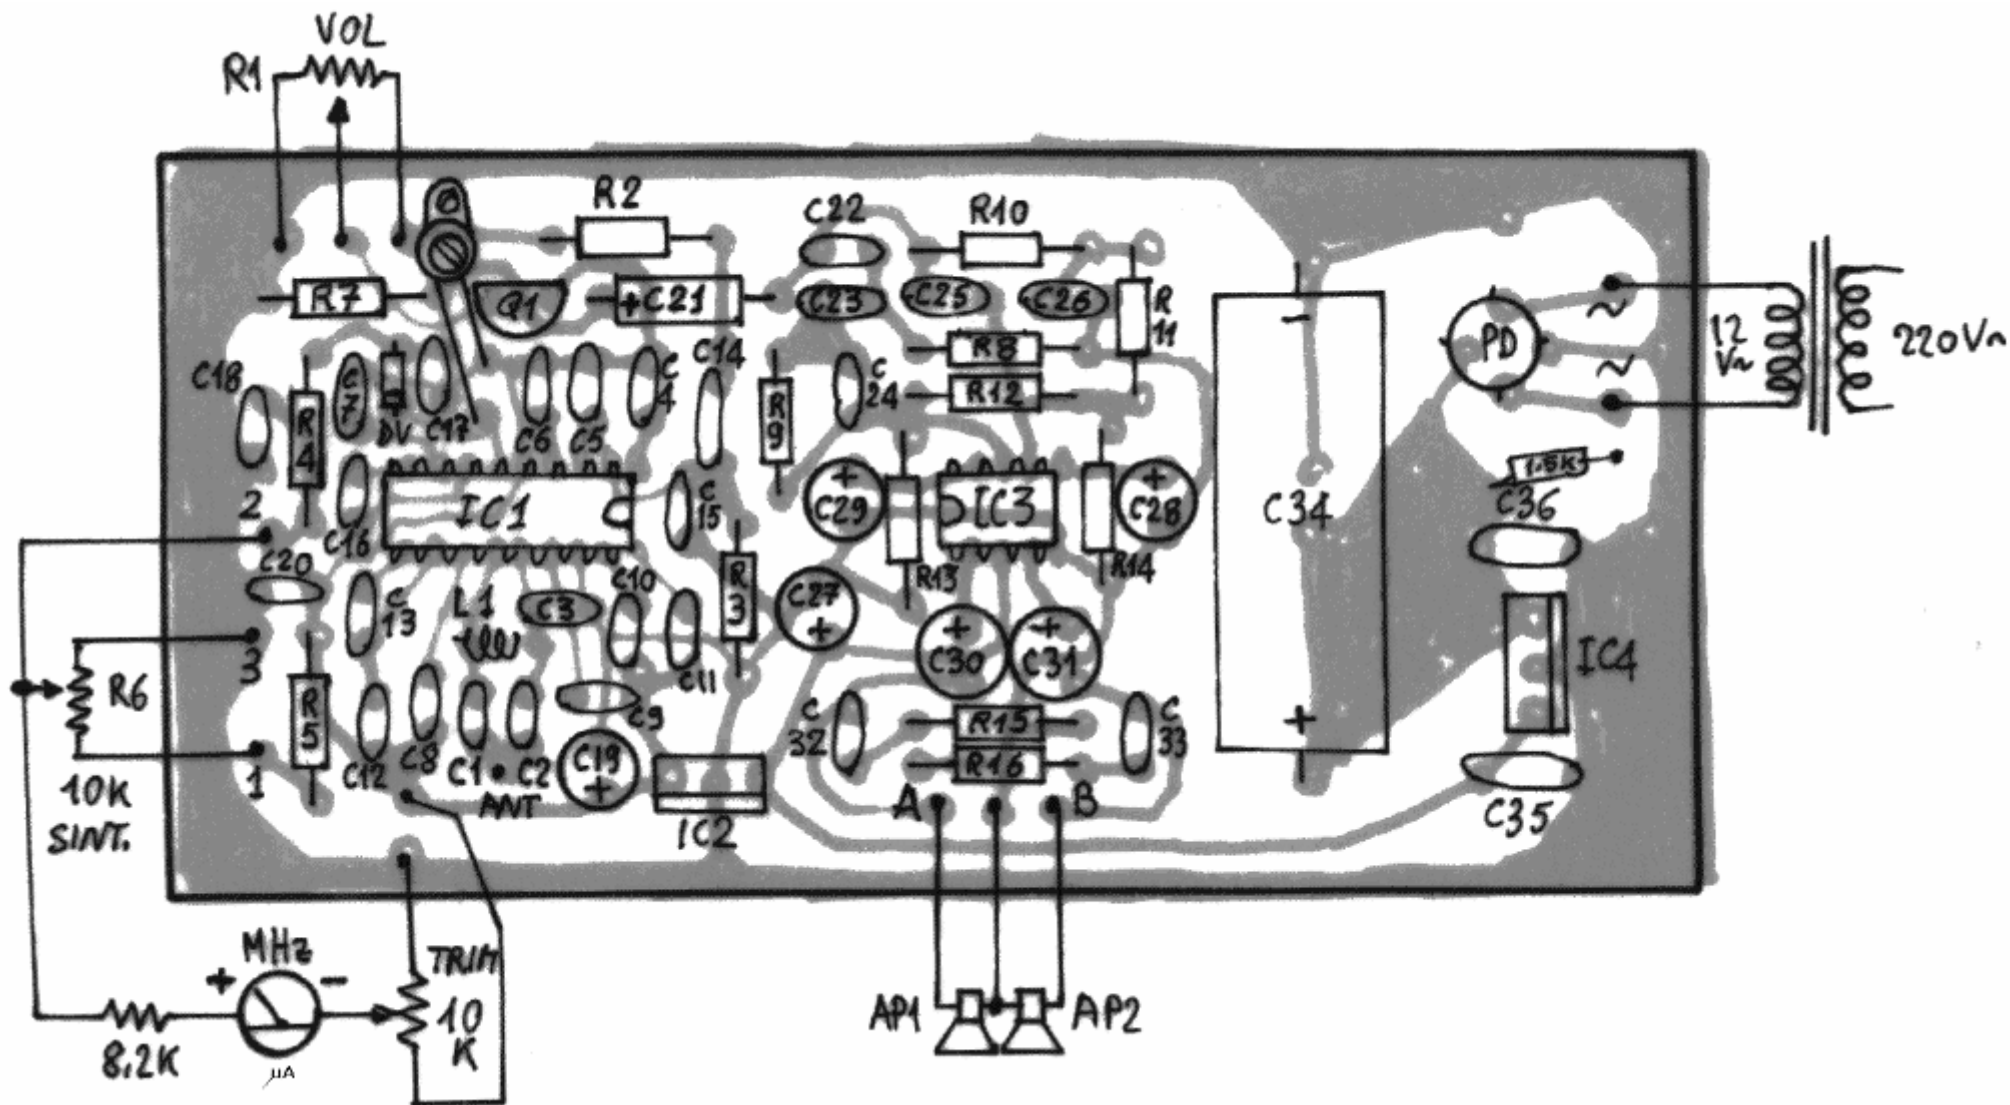 VOL
R1
R2
C22
R10
R7
Q1
+C21
C23
C25
C26
R
11
-
PD
~
~
12
V~
220V~
C18
C
7
DV
C17
C6
C5
C
4
C14
R
9
C
24
R8
R12
R
4
2
C16
IC1
C
15
+
C29
IC3
+
C28
C34
1.5K
C36
C20
C
13
L1
C3
C10
R
3
C27
+
R13
R14
3
R6
R
5
C12
C8
C1
C2
C9
C11
+
C30
+
C31
IC4
1
10K
SINT.
ANT
C19
+
IC2
C
32
R15
R16
C
33
+
A
B
C35
MHz
+
-
TRIM
10
K
8,2K
µA
AP1
AP2